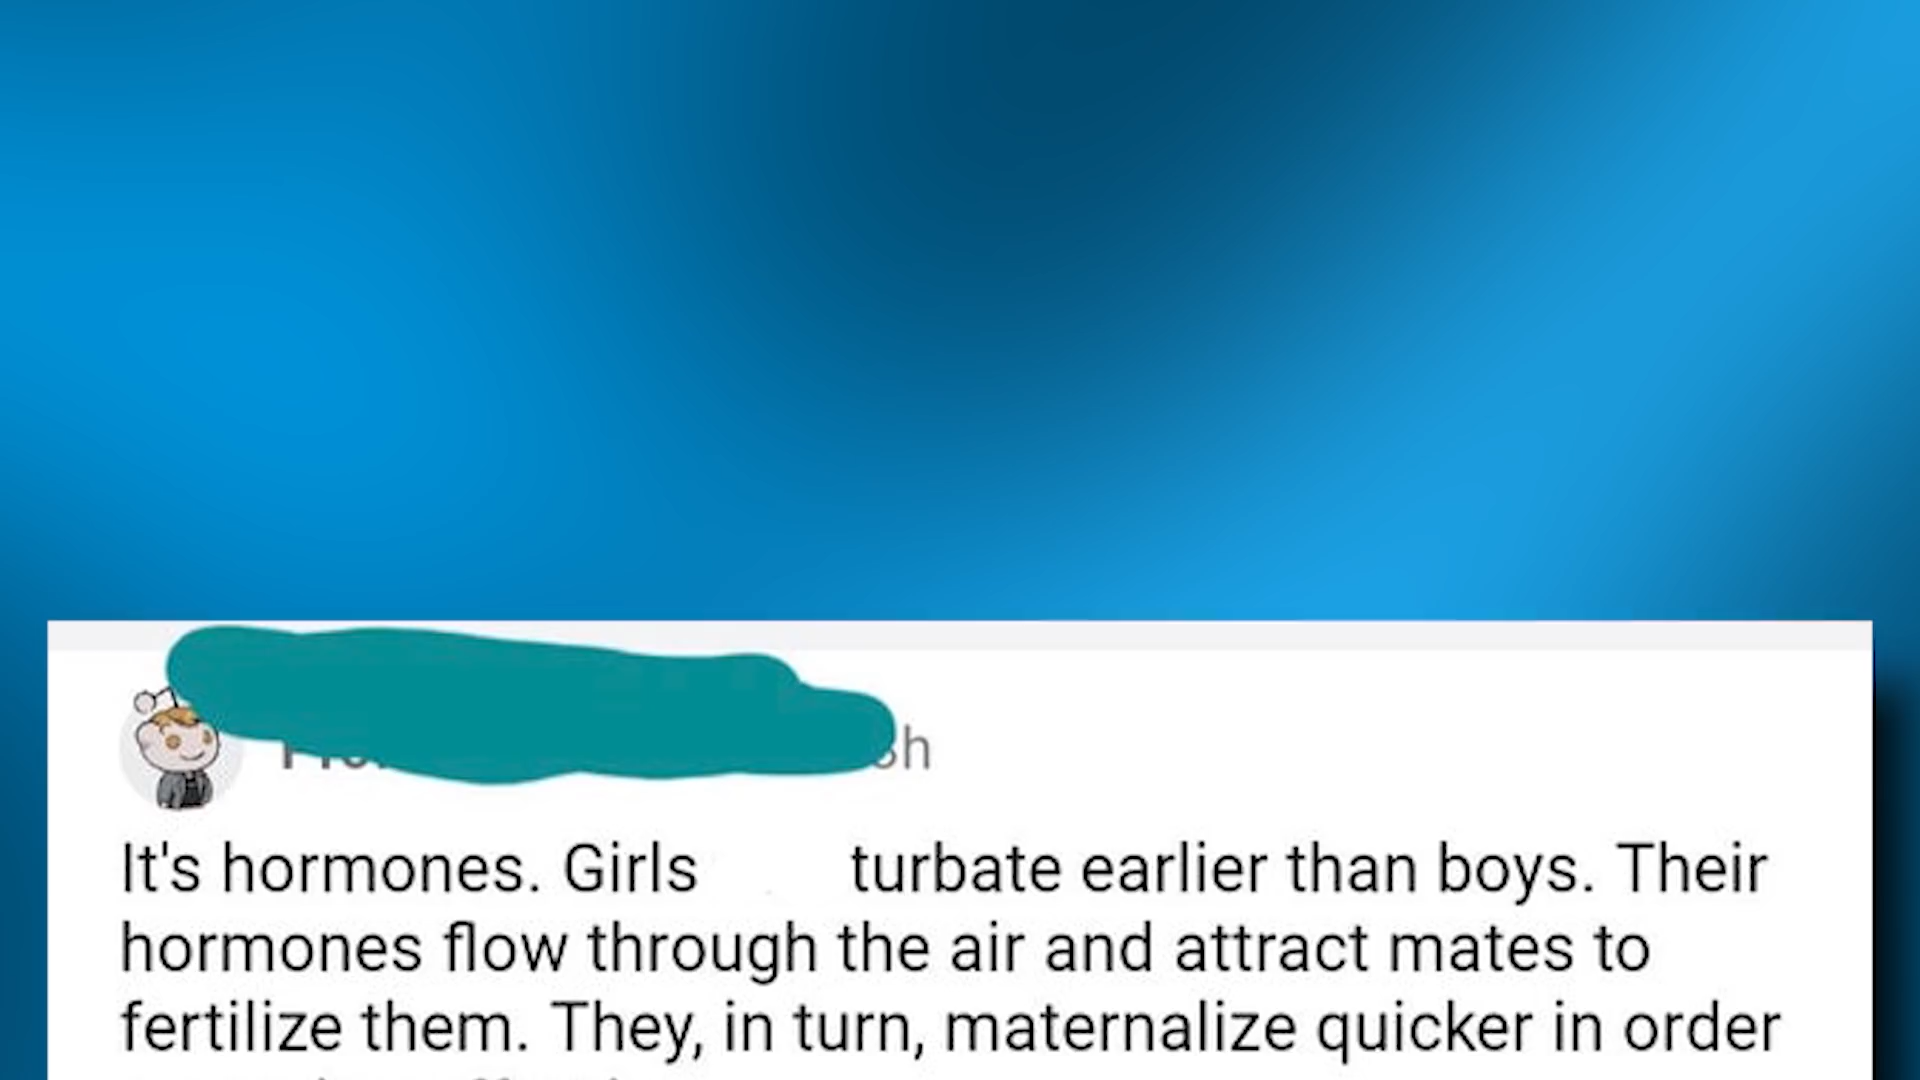 It's hormones. Girls turbate earlier than boys. Their
hormones flow through the air and attract mates to
fertilize them. They, in turn, maternalize quicker in order